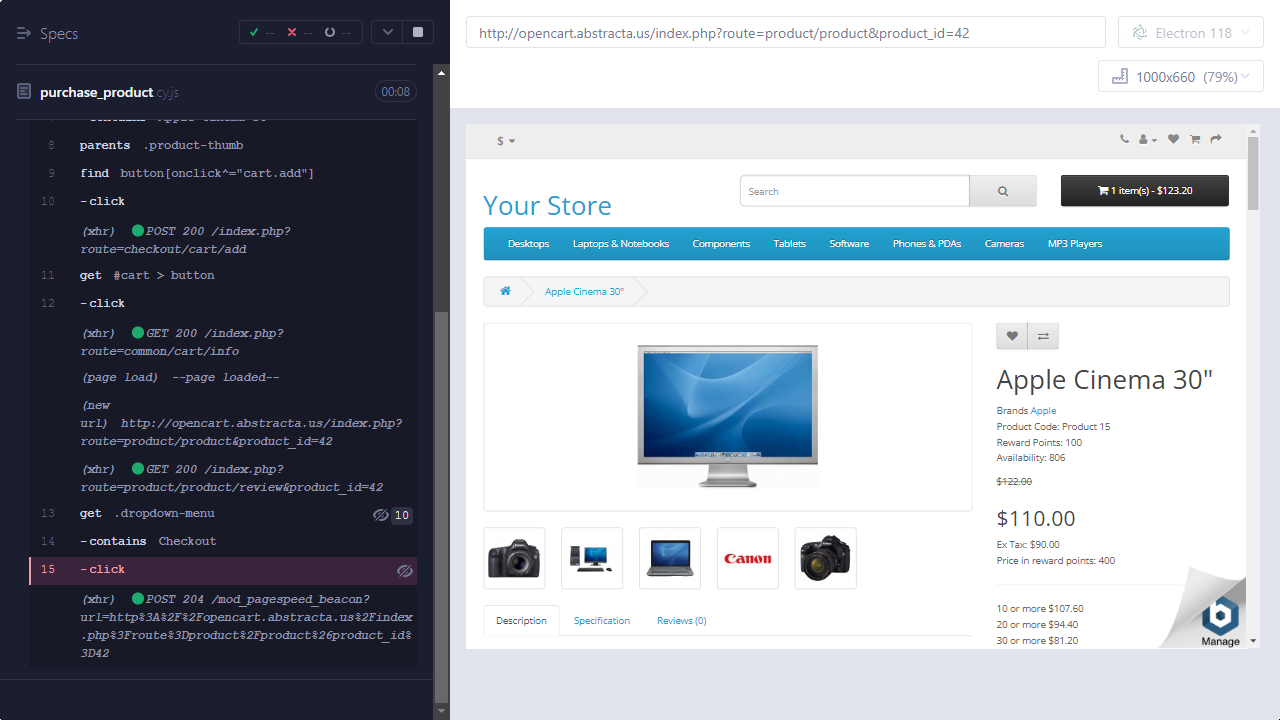 Specs
-- -- --
purchase_product.cy.js 00:08
8 parents .product-thumb
9 find button[onclick^="cart.add"]
10 -click
(xhr) POST 200 /index.php?
route=checkout/cart/add
11 get #cart > button
12 -click
(xhr) GET 200 /index.php?
route=common/cart/info
(page load) --page loaded--
(new
url) http://opencart.abstracta.us/index.php?
route=product/product&product_id=42
(xhr) GET 200 /index.php?
route=product/product/review&product_id=42
13 get .dropdown-menu 10
14 -contains Checkout
15 -click
(xhr) POST 204 /mod_pagespeed_beacon?
url=http%3A%2F%2Fopencart.abstracta.us%2Findex
.php%3Froute%3Dproduct%2Fproduct%26product_id%
3D42
http://opencart.abstracta.us/index.php?route=product/product&product_id=42
Electron 118
1000x660 (79%)
$
Your Store
Search
1 item(s) - $123.20
Desktops Laptops & Notebooks Components Tablets Software Phones & PDAs Cameras MP3 Players
Apple Cinema 30"
Canon
Description Specification Reviews (0)
Apple Cinema 30"
Brands Apple
Product Code: Product 15
Reward Points: 100
Availability: 806
$122.00
$110.00
Ex Tax: $90.00
Price in reward points: 400
10 or more $107.60
20 or more $94.40
30 or more $81.20
Manage